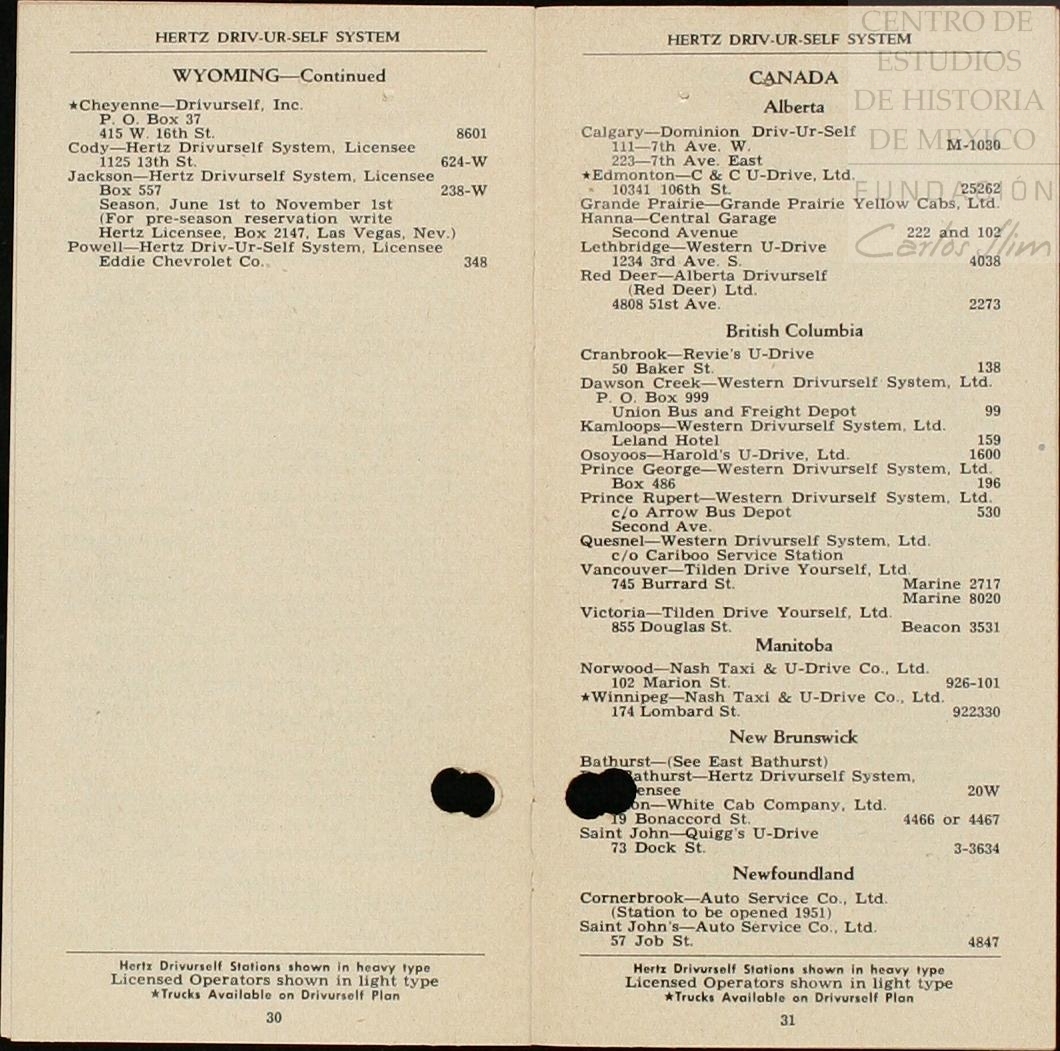 HERTZ DRIV-UR-SELF SYSTEM
WYOMING—Continued
★Cheyenne—Drivurself, Inc.
P. O. Box 37
415 W. 16th St. 8601
Cody—Hertz Drivurself System, Licensee
1125 13th St. 624-W
Jackson—Hertz Drivurself System, Licensee
Box 557 238-W
Season, June 1st to November 1st
(For pre-season reservation write
Hertz Licensee, Box 2147, Las Vegas, Nev.)
Powell—Hertz Driv-Ur-Self System, Licensee
Eddie Chevrolet Co. 348
Hertz Drivurself Stations shown in heavy type
Licensed Operators shown in light type
★Trucks Available on Drivurself Plan
30
HERTZ DRIV-UR-SELF SYSTEM
CANADA
Alberta
Calgary—Dominion Driv-Ur-Self
111—7th Ave. W. M-1030
223—7th Ave. East
★Edmonton—C & C U-Drive, Ltd.
10341 106th St. 25262
Grande Prairie—Grande Prairie Yellow Cabs, Ltd.
Hanna—Central Garage
Second Avenue 222 and 102
Lethbridge—Western U-Drive
1234 3rd Ave. S. 4038
Red Deer—Alberta Drivurself
(Red Deer) Ltd.
4808 51st Ave. 2273
British Columbia
Cranbrook—Revie's U-Drive
50 Baker St. 138
Dawson Creek—Western Drivurself System, Ltd.
P. O. Box 999
Union Bus and Freight Depot 99
Kamloops—Western Drivurself System, Ltd.
Leland Hotel 159
Osoyoos—Harold's U-Drive, Ltd. 1600
Prince George—Western Drivurself System, Ltd.
Box 486 196
Prince Rupert—Western Drivurself System, Ltd.
c/o Arrow Bus Depot 530
Second Ave.
Quesnel—Western Drivurself System, Ltd.
c/o Cariboo Service Station
Vancouver—Tilden Drive Yourself, Ltd.
745 Burrard St. Marine 2717
Marine 8020
Victoria—Tilden Drive Yourself, Ltd.
855 Douglas St. Beacon 3531
Manitoba
Norwood—Nash Taxi & U-Drive Co., Ltd.
102 Marion St. 926-101
★Winnipeg—Nash Taxi & U-Drive Co., Ltd.
174 Lombard St. 922330
New Brunswick
Bathurst—(See East Bathurst)
Bathurst—Hertz Drivurself System,
ensee 20W
on—White Cab Company, Ltd.
19 Bonaccord St. 4466 or 4467
Saint John—Quigg's U-Drive
73 Dock St. 3-3634
Newfoundland
Cornerbrook—Auto Service Co., Ltd.
(Station to be opened 1951)
Saint John's—Auto Service Co., Ltd.
57 Job St. 4847
Hertz Drivurself Stations shown in heavy type
Licensed Operators shown in light type
★Trucks Available on Drivurself Plan
31
CENTRO DE
ESTUDIOS
DE HISTORIA
DE MEXICO
FUNDACIÓN
Carlos Slim